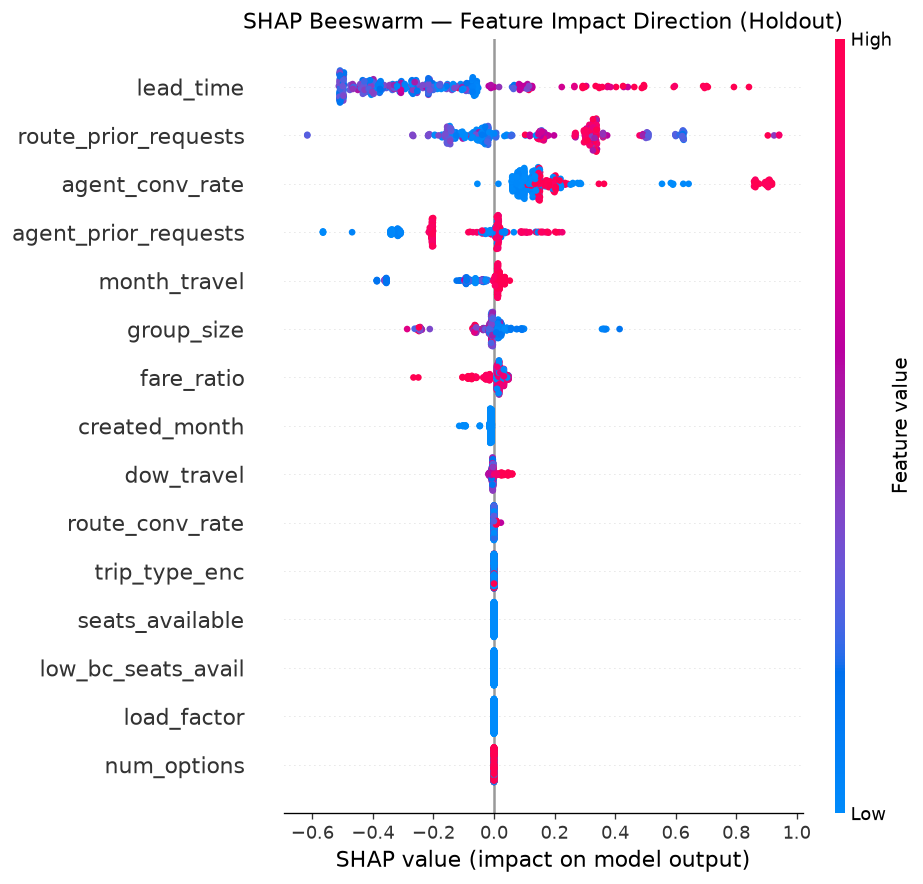 SHAP Beeswarm — Feature Impact Direction (Holdout)
High
lead_time
route_prior_requests
agent_conv_rate
agent_prior_requests
month_travel
group_size
fare_ratio
created_month
dow_travel
route_conv_rate
trip_type_enc
seats_available
low_bc_seats_avail
load_factor
num_options
Feature value
Low
−0.6 −0.4 −0.2 0.0 0.2 0.4 0.6 0.8 1.0
SHAP value (impact on model output)